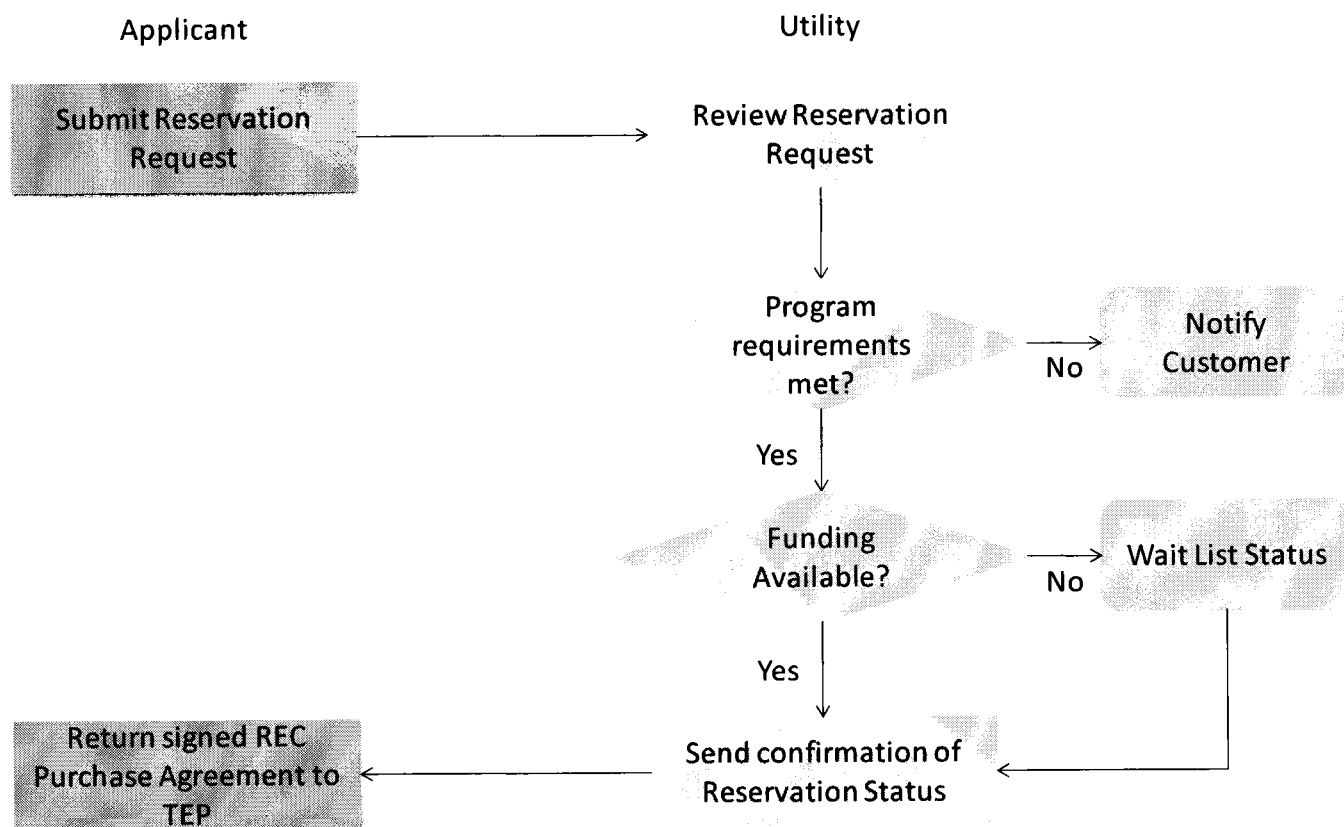 Applicant
Utility
Submit Reservation
Request
Review Reservation
Request
Program
requirements
met?
No
Notify
Customer
Yes
Funding
Available?
No
Wait List Status
Yes
Send confirmation of
Reservation Status
Return signed REC
Purchase Agreement to
TEP